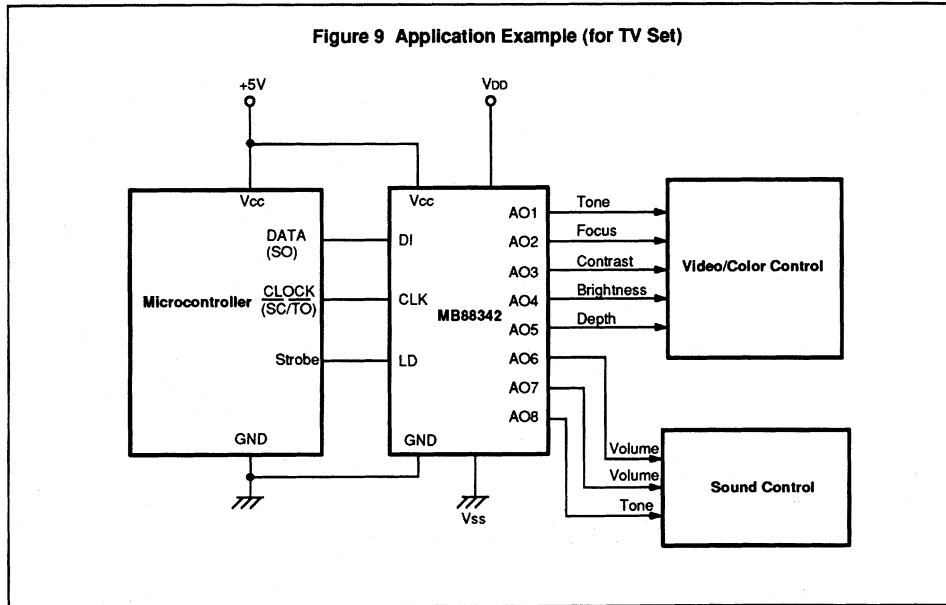 Figure 9 Application Example (for TV Set)
+5V
VDD
Vcc
Vcc
DATA
(SO)
DI
CLOCK
(SC/TO)
CLK
Microcontroller
MB88342
Strobe
LD
GND
GND
Vss
AO1
AO2
AO3
AO4
AO5
AO6
AO7
AO8
Tone
Focus
Contrast
Brightness
Depth
Video/Color Control
Volume
Volume
Tone
Sound Control